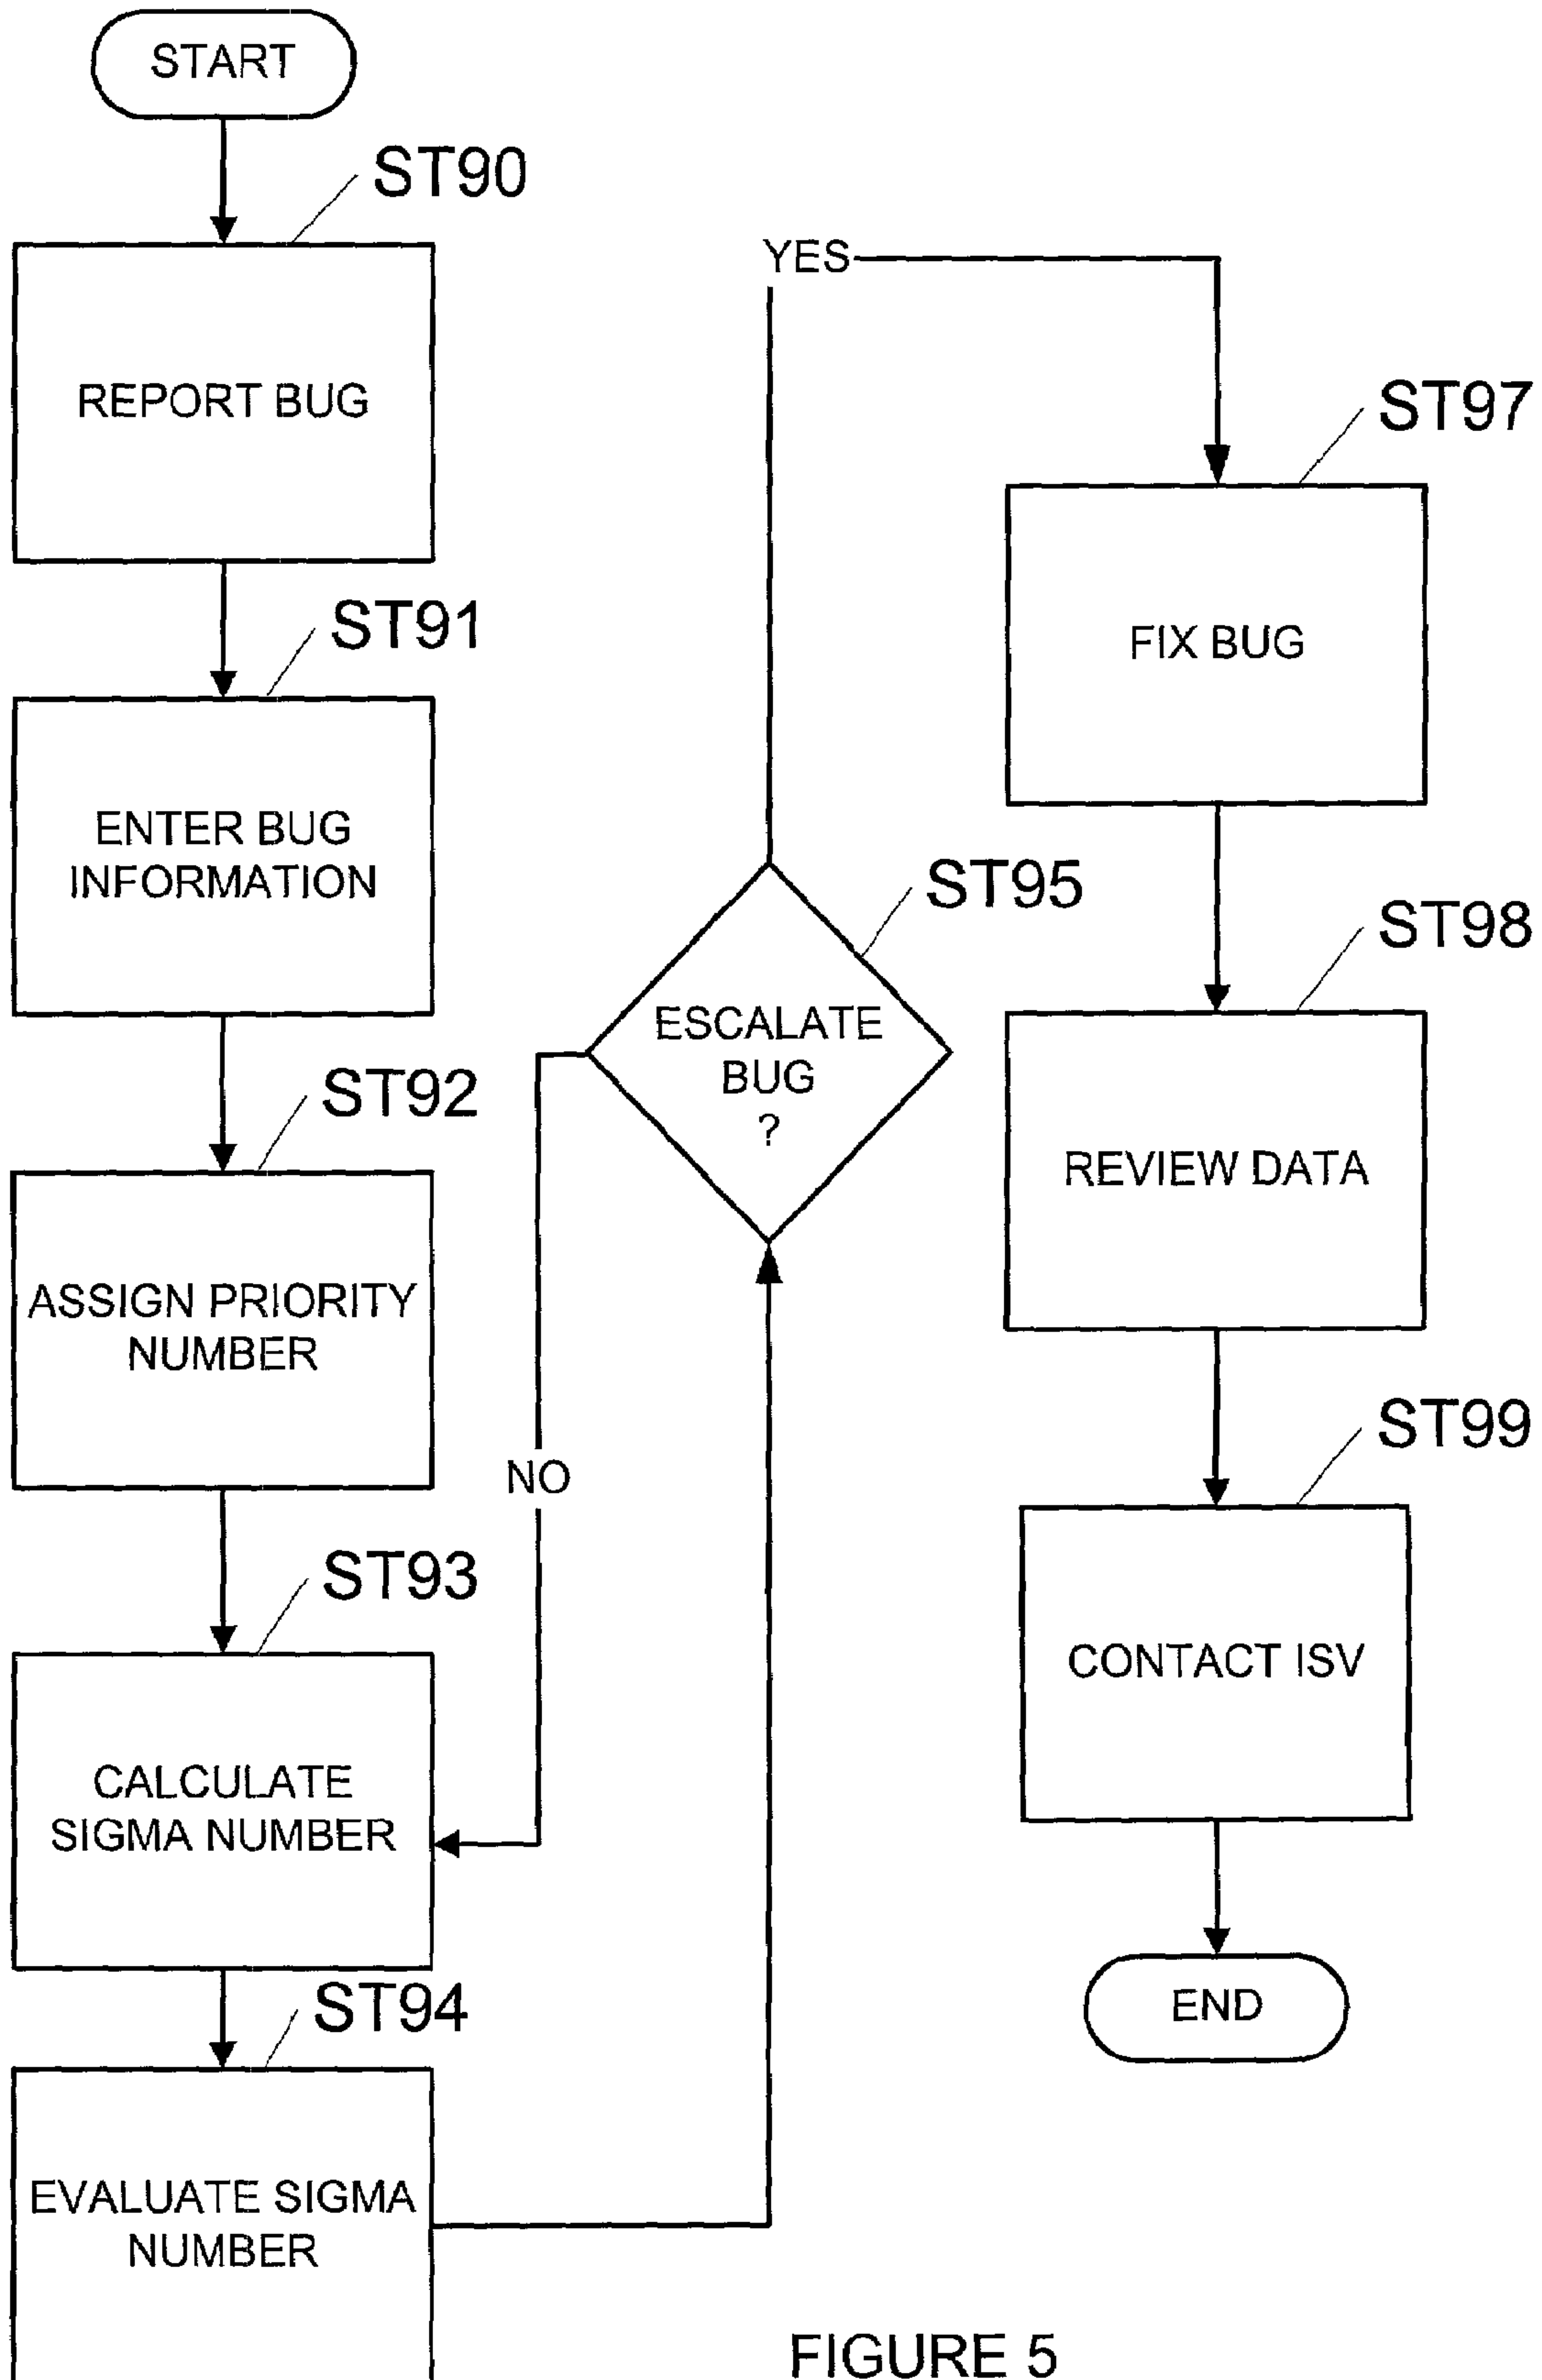 START
ST90
REPORT BUG
ST91
ENTER BUG
INFORMATION
ST92
ASSIGN PRIORITY
NUMBER
ST93
CALCULATE
SIGMA NUMBER
ST94
EVALUATE SIGMA
NUMBER
NO
YES
ST95
ESCALATE
BUG
?
ST97
FIX BUG
ST98
REVIEW DATA
ST99
CONTACT ISV
END
FIGURE 5